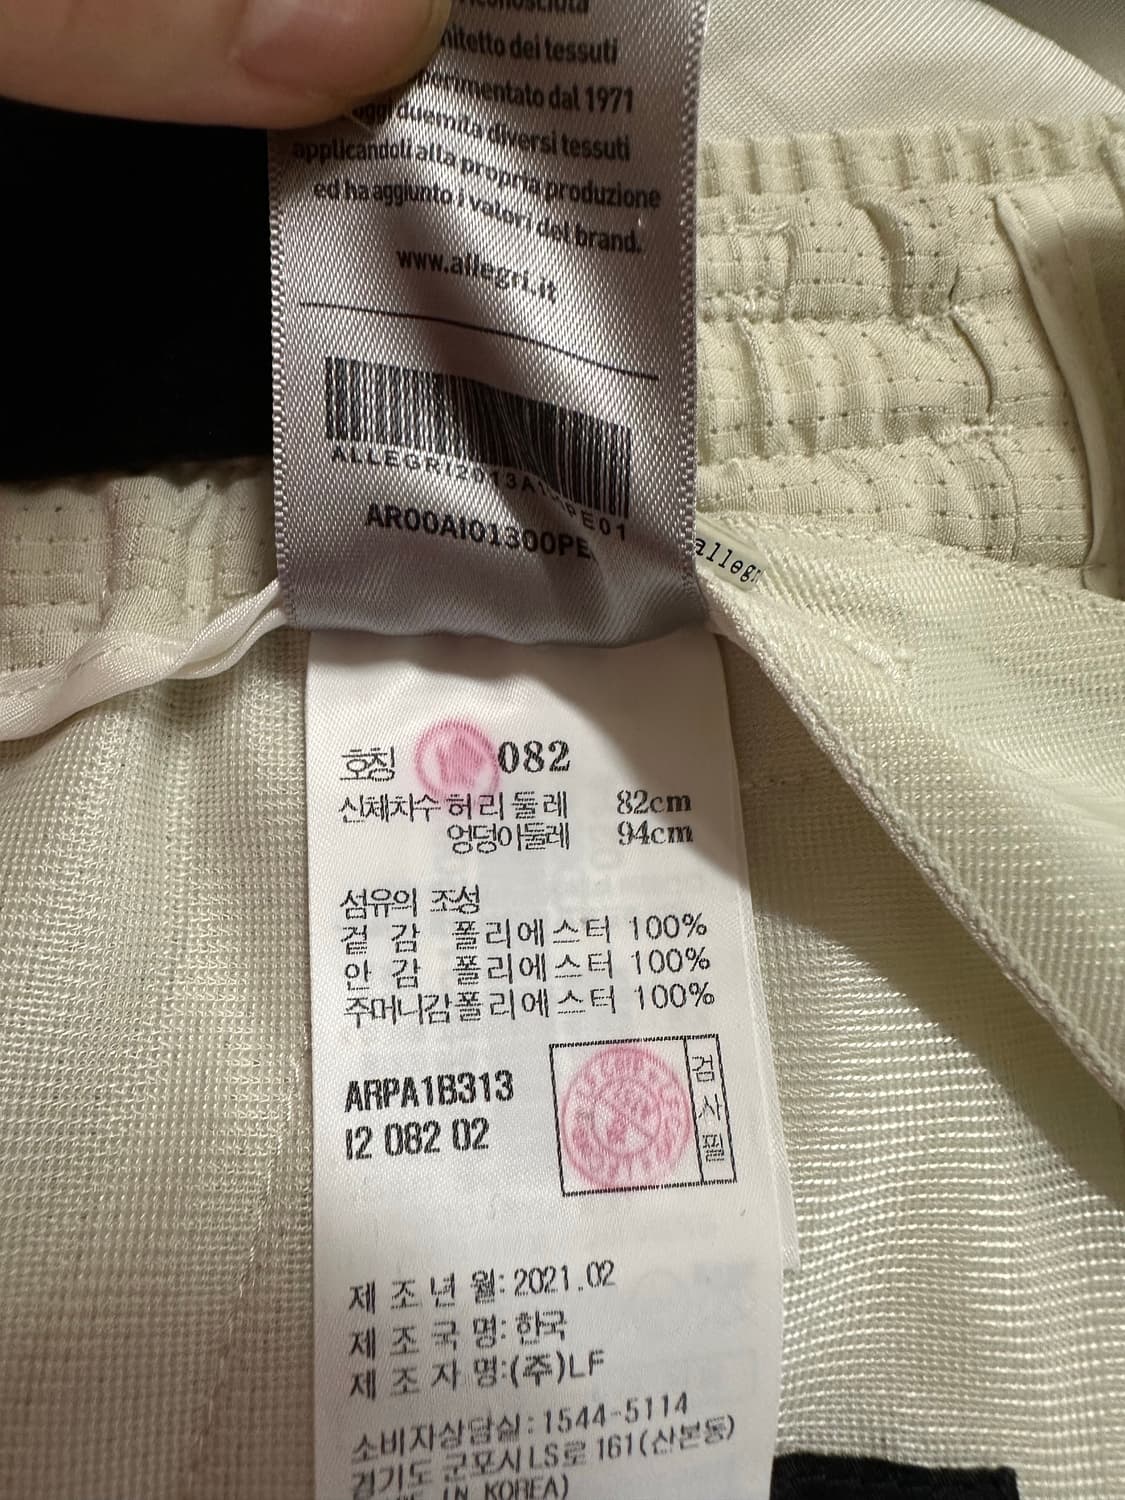 dei tessuti
dal 1971
duemila diversi tessuti
applicandoli alla propria produzione
ed ha aggiunto i valori del brand.
www.allegri.it
AR00AI01300PE
호칭 082
신체치수 허리둘레 82cm
엉덩이둘레 94cm
섬유의 조성
겉감 폴리에스터 100%
안감 폴리에스터 100%
주머니감 폴리에스터 100%
ARPA1B313
I2 082 02
검사필
제조년월: 2021.02
제조국명: 한국
제조자명:(주)LF
소비자상담실: 1544-5114
경기도 군포시 LS로 161(산본동)
IN KOREA)